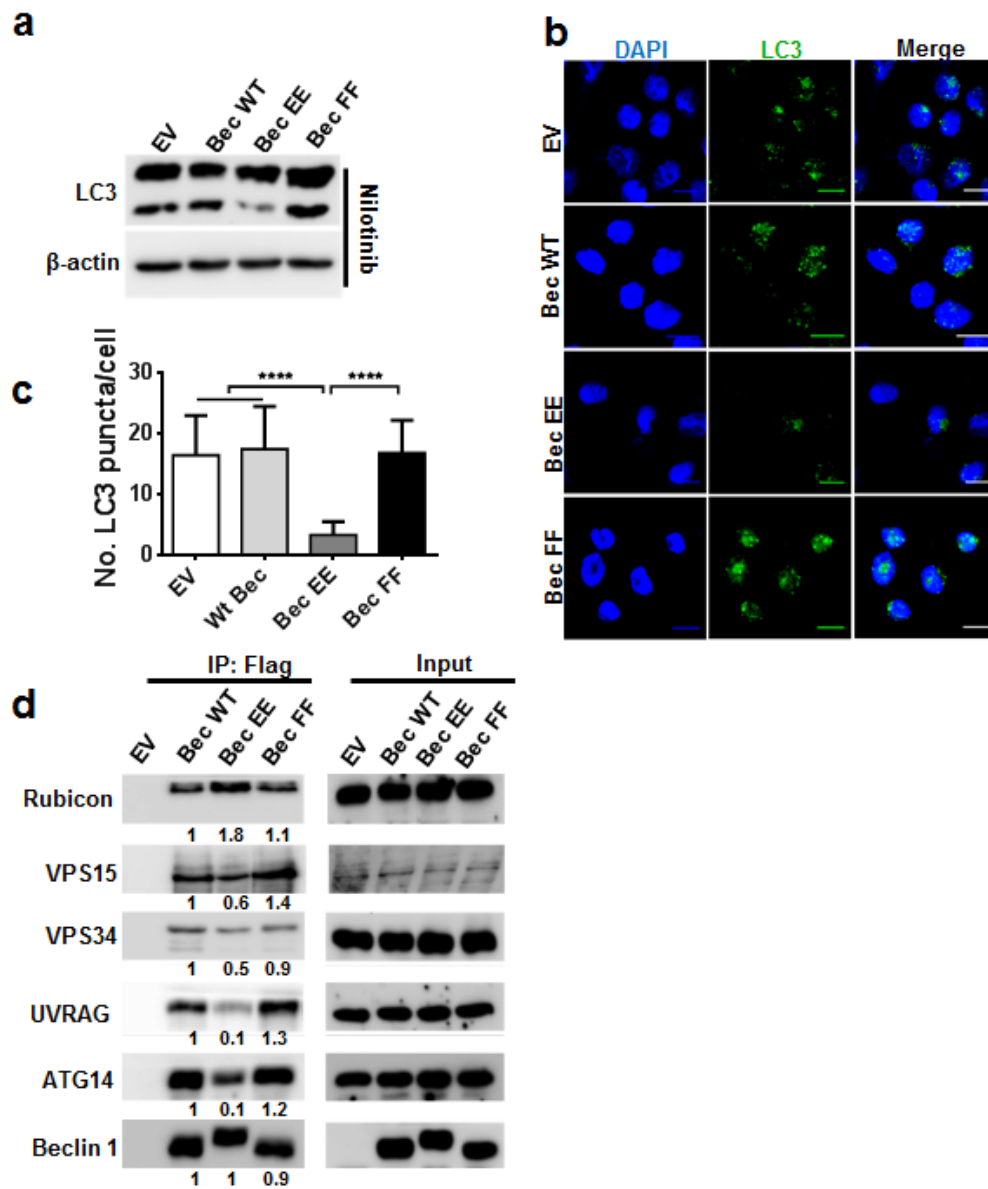 a
EV
Bec WT
Bec EE
Bec FF
LC3
β-actin
Nilotinib
b
DAPI
LC3
Merge
EV
Bec WT
Bec EE
Bec FF
c
No. LC3 puncta/cell
30
20
10
0
****
****
EV
Wt Bec
Bec EE
Bec FF
d
IP: Flag
Input
EV
Bec WT
Bec EE
Bec FF
EV
Bec WT
Bec EE
Bec FF
Rubicon
1 1.8 1.1
VPS15
1 0.6 1.4
VPS34
1 0.5 0.9
UVRAG
1 0.1 1.3
ATG14
1 0.1 1.2
Beclin 1
1 1 0.9